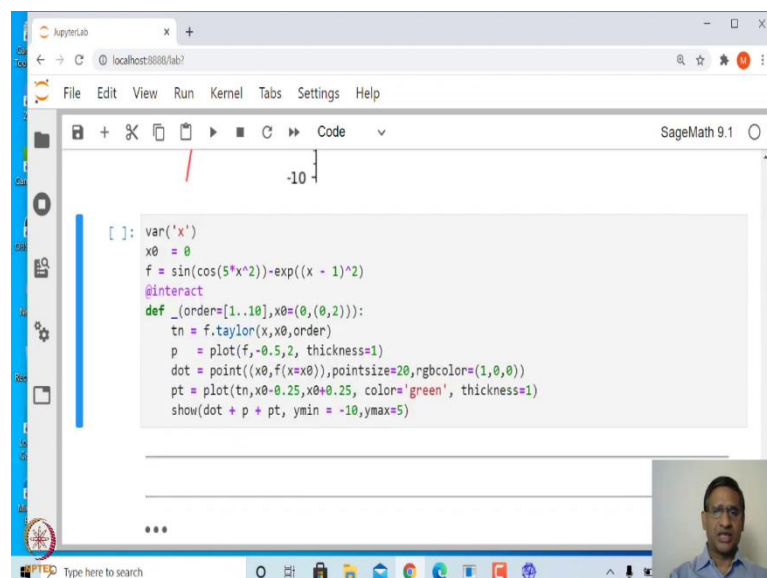 JupyterLab × +
localhost:8888/lab?
M
File Edit View Run Kernel Tabs Settings Help
Code
SageMath 9.1
-10
[ ]: var('x')
x0  = 0
f = sin(cos(5*x^2))-exp((x - 1)^2)
@interact
def _(order=[1..10],x0=(0,(0,2))):
    tn = f.taylor(x,x0,order)
    p   = plot(f,-0.5,2, thickness=1)
    dot = point((x0,f(x=x0)),pointsize=20,rgbcolor=(1,0,0))
    pt = plot(tn,x0-0.25,x0+0.25, color='green', thickness=1)
    show(dot + p + pt, ymin = -10,ymax=5)
NPTEL
Type here to search